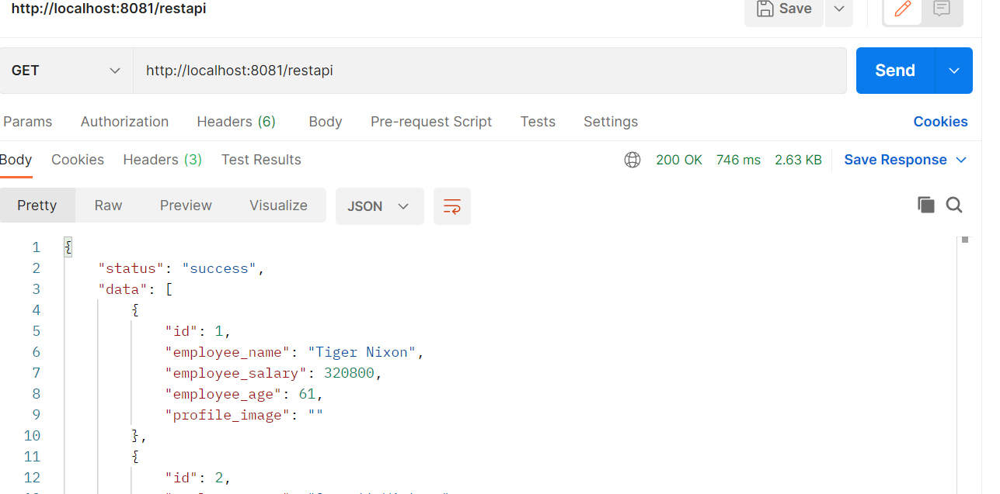 http://localhost:8081/restapi
Save
GET http://localhost:8081/restapi Send
Params Authorization Headers (6) Body Pre-request Script Tests Settings Cookies
Body Cookies Headers (3) Test Results 200 OK 746 ms 2.63 KB Save Response
Pretty Raw Preview Visualize JSON
1 {
2 "status": "success",
3 "data": [
4 {
5 "id": 1,
6 "employee_name": "Tiger Nixon",
7 "employee_salary": 320800,
8 "employee_age": 61,
9 "profile_image": ""
10 },
11 {
12 "id": 2,